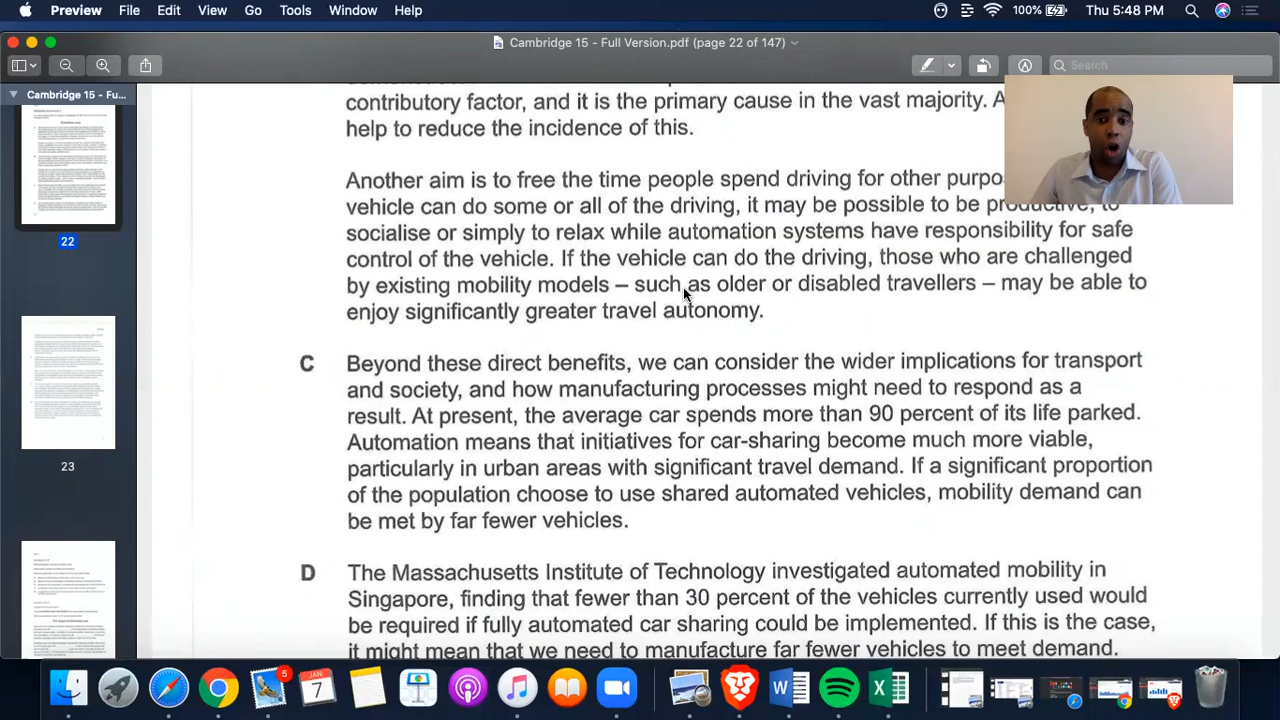 Preview File Edit View Go Tools Window Help 100% Thu 5:48 PM
Cambridge 15 - Full Version.pdf (page 22 of 147)
Search
Cambridge 15 - Fu...
22
23
contributory factor, and it is the primary cause in the vast majority. A
help to reduce the incidence of this.
Another aim is to free the time people spend driving for other purpo
vehicle can do some or all of the driving, it may be possible to be productive, to
socialise or simply to relax while automation systems have responsibility for safe
control of the vehicle. If the vehicle can do the driving, those who are challenged
by existing mobility models – such as older or disabled travellers – may be able to
enjoy significantly greater travel autonomy.
C Beyond these direct benefits, we can consider the wider implications for transport
and society, and how manufacturing processes might need to respond as a
result. At present, the average car spends more than 90 percent of its life parked.
Automation means that initiatives for car-sharing become much more viable,
particularly in urban areas with significant travel demand. If a significant proportion
of the population choose to use shared automated vehicles, mobility demand can
be met by far fewer vehicles.
D The Massachusetts Institute of Technology investigated automated mobility in
Singapore, finding that fewer than 30 percent of the vehicles currently used would
be required if fully automated car sharing could be implemented. If this is the case,
it might mean that we need to manufacture far fewer vehicles to meet demand.
5
JAN
7